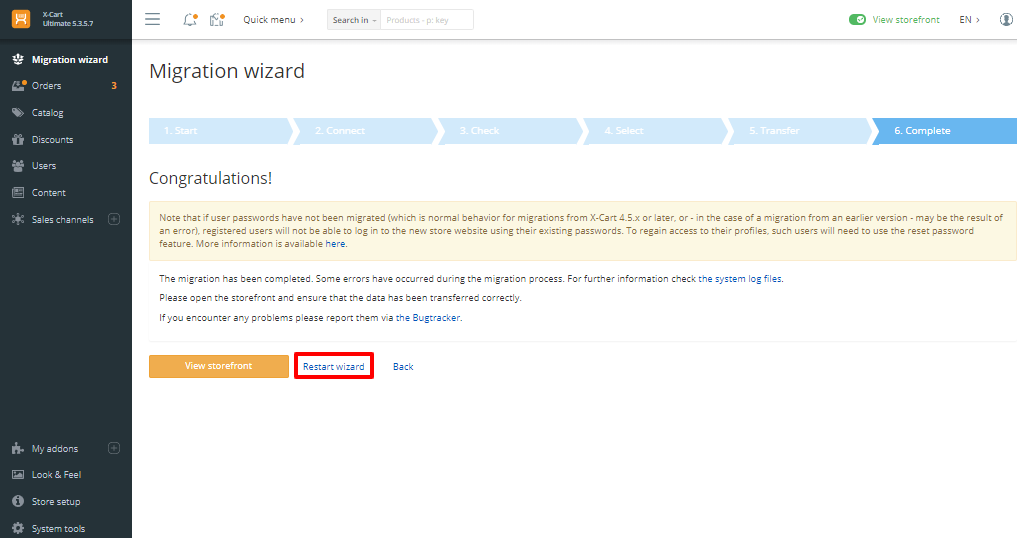 X-Cart
Ultimate 5.3.5.7
Quick menu
Search in
Products - p: key
View storefront
EN
Migration wizard
Orders
3
Catalog
Discounts
Users
Content
Sales channels
My addons
Look & Feel
Store setup
System tools
Migration wizard
1. Start
2. Connect
3. Check
4. Select
5. Transfer
6. Complete
Congratulations!
Note that if user passwords have not been migrated (which is normal behavior for migrations from X-Cart 4.5.x or later, or - in the case of a migration from an earlier version - may be the result of
an error), registered users will not be able to log in to the new store website using their existing passwords. To regain access to their profiles, such users will need to use the reset password
feature. More information is available here.
The migration has been completed. Some errors have occurred during the migration process. For further information check the system log files.
Please open the storefront and ensure that the data has been transferred correctly.
If you encounter any problems please report them via the Bugtracker.
View storefront
Restart wizard
Back